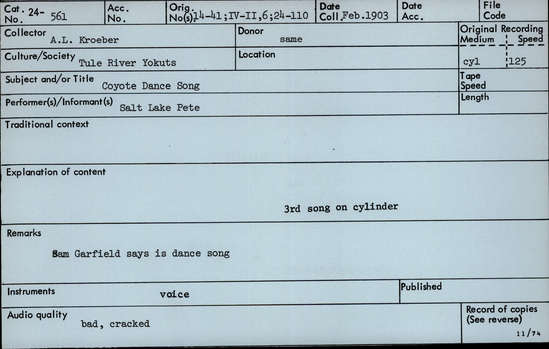 Cat. 24- 561
No.
Acc.
No.
Orig.
No(s) 14-41;IV-II,6;24-110
Date
Coll. Feb.1903
Date
Acc.
File
Code
Collector
A.L. Kroeber
Donor
same
Original Recording
Medium Speed
cyl 125
Culture/Society
Tule River Yokuts
Location
Subject and/or Title
Coyote Dance Song
Tape
Speed
Performer(s)/Informant(s) Salt Lake Pete
Length
Traditional context
Explanation of content
3rd song on cylinder
Remarks
Sam Garfield says is dance song
Instruments
voice
Published
Audio quality
bad, cracked
Record of copies
(See reverse)
11/74